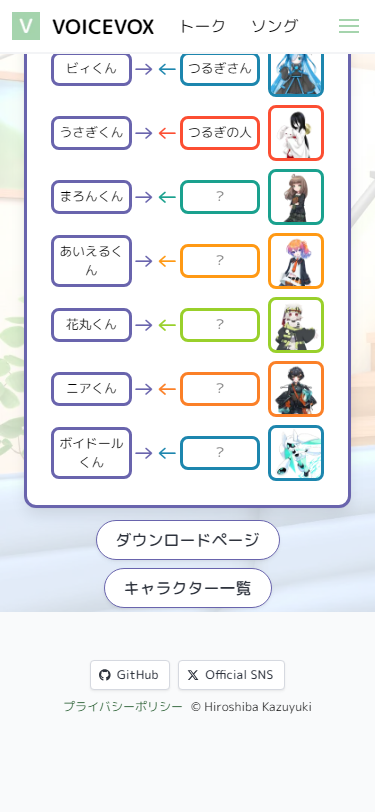 V VOICEVOX トーク ソング
ビィくん → ← つるぎさん
うさぎくん → ← つるぎの人
まろんくん → ← ?
あいえるく
ん → ← ?
花丸くん → ← ?
ニアくん → ← ?
ボイドール
くん → ← ?
ダウンロードページ
キャラクター一覧
GitHub Official SNS
プライバシーポリシー © Hiroshiba Kazuyuki